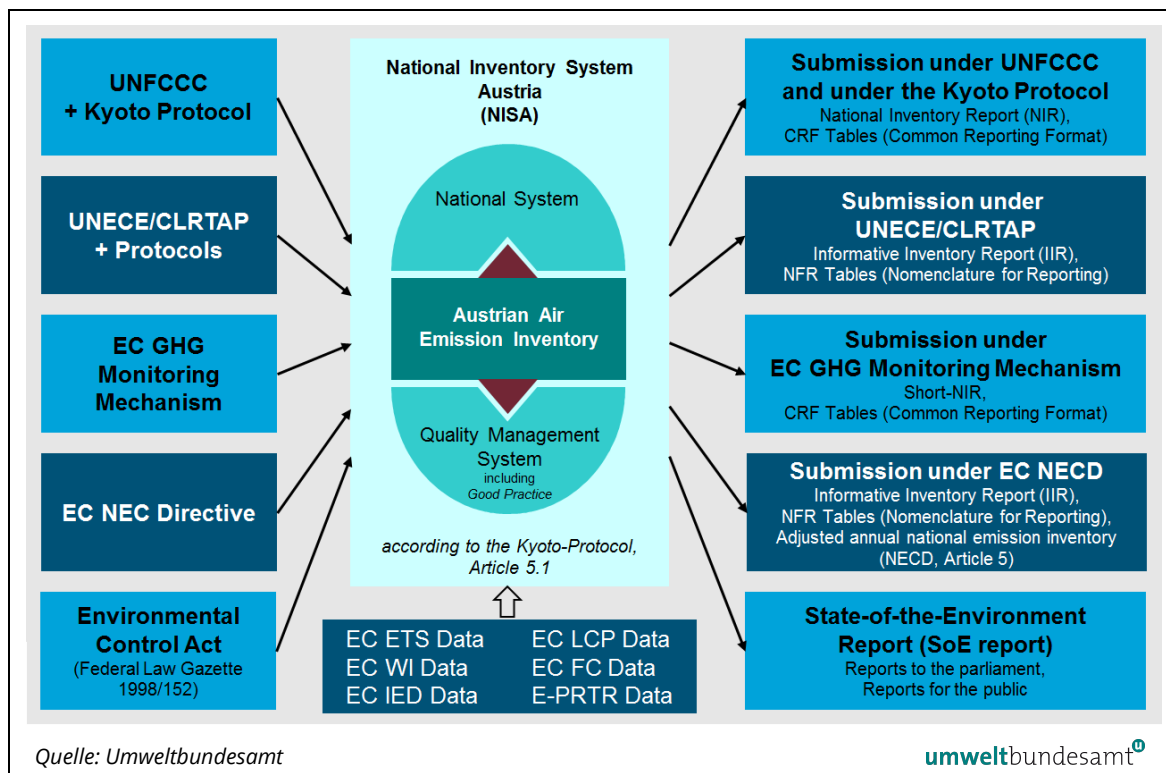 UNFCCC
+ Kyoto Protocol
UNECE/CLRTAP
+ Protocols
EC GHG
Monitoring
Mechanism
EC NEC Directive
Environmental
Control Act
(Federal Law Gazette
1998/152)
National Inventory System
Austria
(NISA)
National System
Austrian Air
Emission Inventory
Quality Management
System
including
Good Practice
according to the Kyoto-Protocol,
Article 5.1
EC ETS Data
EC WI Data
EC IED Data
EC LCP Data
EC FC Data
E-PRTR Data
Submission under UNFCCC
and under the Kyoto Protocol
National Inventory Report (NIR),
CRF Tables (Common Reporting Format)
Submission under
UNECE/CLRTAP
Informative Inventory Report (IIR),
NFR Tables (Nomenclature for Reporting)
Submission under
EC GHG Monitoring Mechanism
Short-NIR,
CRF Tables (Common Reporting Format)
Submission under EC NECD
Informative Inventory Report (IIR),
NFR Tables (Nomenclature for Reporting),
Adjusted annual national emission inventory
(NECD, Article 5)
State-of-the-Environment
Report (SoE report)
Reports to the parliament,
Reports for the public
Quelle: Umweltbundesamt
umweltbundesamt u